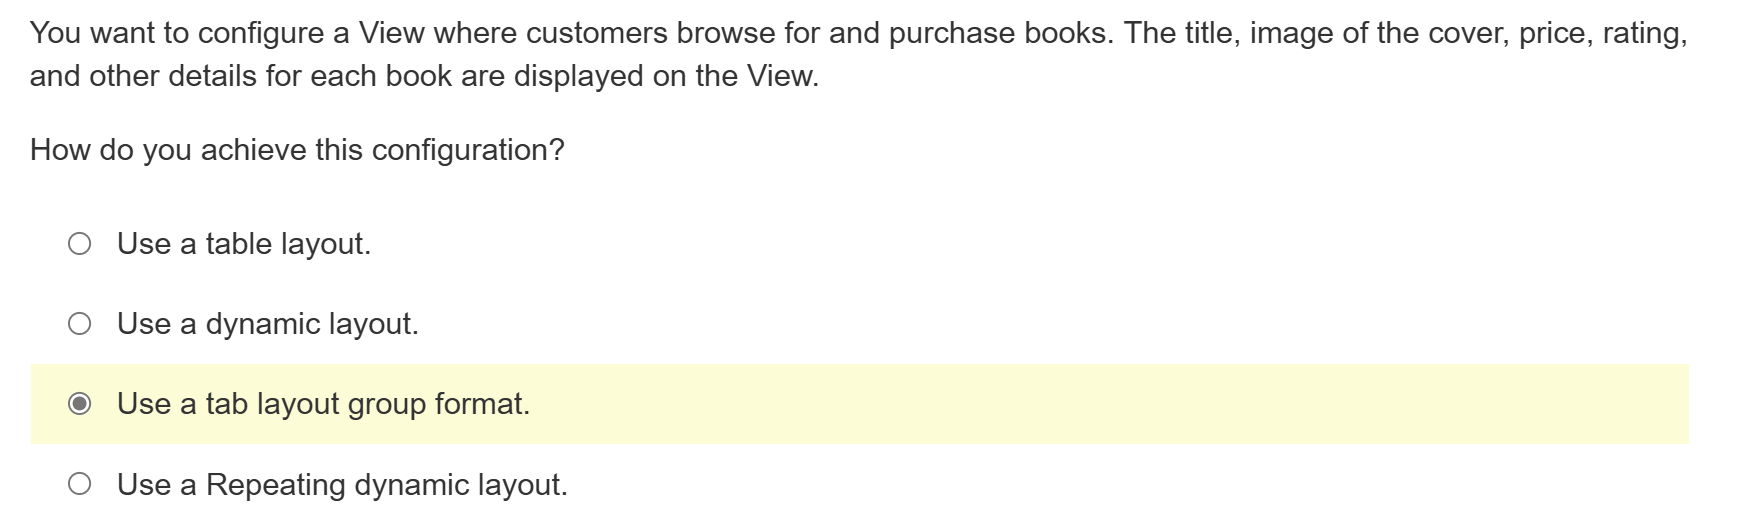 You want to configure a View where customers browse for and purchase books. The title, image of the cover, price, rating,
and other details for each book are displayed on the View.
How do you achieve this configuration?
Use a table layout.
Use a dynamic layout.
Use a tab layout group format.
Use a Repeating dynamic layout.